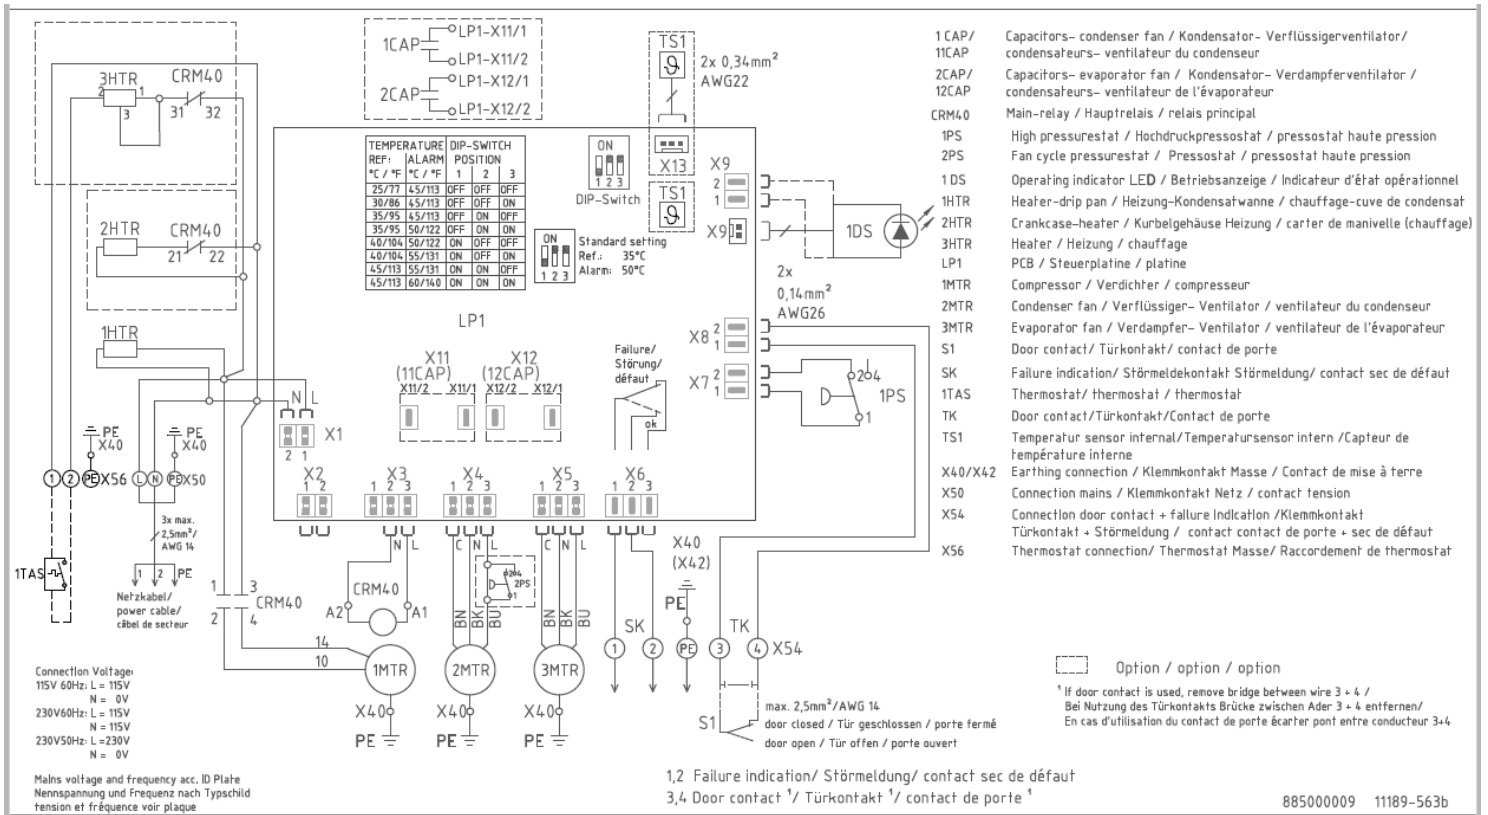 3HTR
CRM40
2
1
3
31
32
2HTR
CRM40
21
22
1HTR
1CAP
LP1-X11/1
LP1-X11/2
2CAP
LP1-X12/1
LP1-X12/2
TS1
ϑ
2x 0,34mm²
AWG22
X13
TS1
ϑ
TEMPERATURE DIP-SWITCH
REF: ALARM POSITION
°C / °F °C / °F 1 2 3
25/77 45/113 OFF OFF OFF
30/86 45/113 OFF OFF ON
35/95 45/113 OFF ON OFF
35/95 50/122 OFF ON ON
40/104 50/122 ON OFF OFF
40/104 55/131 ON OFF ON
45/113 55/131 ON ON OFF
45/113 60/140 ON ON ON
ON
1 2 3
DIP-Switch
ON
1 2 3
Standard setting
Ref.: 35°C
Alarm: 50°C
LP1
X9
2
1
X9
1DS
2x
0,14mm²
AWG26
X8
2
1
X7
2
1
2 4
1PS
1
Failure/
Störung/
défaut
ok
X11
(11CAP)
X11/2 X11/1
X12
(12CAP)
X12/2 X12/1
N L
X1
2 1
X2
1 2
X3
1 2 3
X4
1 2 3
X5
1 2 3
X6
1 2 3
PE
X40
PE
X40
1 2 PE X56
L N PE X50
3x max.
2,5mm²/
AWG 14
1 2 PE
Netzkabel/
power cable/
câbel de secteur
1TAS
1 3
CRM40
2 4
14
10
N L
CRM40
A2
A1
1MTR
X40
PE
C N L
2 4
2PS
1
BN BK BU
2MTR
X40
PE
C N L
BN BK BU
3MTR
X40
PE
SK
1
2
X40
(X42)
PE
PE
TK
3
4
X54
S1
max. 2,5mm²/AWG 14
door closed / Tür geschlossen / porte fermé
door open / Tür offen / porte ouvert
Connection Voltage:
115V 60Hz: L = 115V
N = 0V
230V60Hz: L = 115V
N = 115V
230V50Hz: L =230V
N = 0V
Mains voltage and frequency acc. ID Plate
Nennspannung und Frequenz nach Typschild
tension et fréquence voir plaque
1,2 Failure indication/ Störmeldung/ contact sec de défaut
3,4 Door contact ¹/ Türkontakt ¹/ contact de porte ¹
1 CAP/ Capacitors- condenser fan / Kondensator- Verflüssigerventilator/
11CAP condensateurs- ventilateur du condenseur
2CAP/ Capacitors- evaporator fan / Kondensator- Verdampferventilator /
12CAP condensateurs- ventilateur de l'évaporateur
CRM40 Main-relay / Hauptrelais / relais principal
1PS High pressurestat / Hochdruckpressostat / pressostat haute pression
2PS Fan cycle pressurestat / Pressostat / pressostat haute pression
1 DS Operating indicator LED / Betriebsanzeige / Indicateur d'état opérationnel
1HTR Heater-drip pan / Heizung-Kondensatwanne / chauffage-cuve de condensat
2HTR Crankcase-heater / Kurbelgehäuse Heizung / carter de manivelle (chauffage)
3HTR Heater / Heizung / chauffage
LP1 PCB / Steuerplatine / platine
1MTR Compressor / Verdichter / compresseur
2MTR Condenser fan / Verflüssiger- Ventilator / ventilateur du condenseur
3MTR Evaporator fan / Verdampfer- Ventilator / ventilateur de l'évaporateur
S1 Door contact/ Türkontakt/ contact de porte
SK Failure indication/ Störmeldekontakt Störmeldung/ contact sec de défaut
1TAS Thermostat/ thermostat / thermostat
TK Door contact/Türkontakt/Contact de porte
TS1 Temperatur sensor internal/Temperatursensor intern /Capteur de
température interne
X40/X42 Earthing connection / Klemmkontakt Masse / Contact de mise à terre
X50 Connection mains / Klemmkontakt Netz / contact tension
X54 Connection door contact + failure indication /Klemmkontakt
Türkontakt + Störmeldung / contact contact de porte + sec de défaut
X56 Thermostat connection/ Thermostat Masse/ Raccordement de thermostat
Option / option / option
¹ If door contact is used, remove bridge between wire 3 + 4 /
Bei Nutzung des Türkontakts Brücke zwischen Ader 3 + 4 entfernen/
En cas d'utilisation du contact de porte écarter pont entre conducteur 3+4
885000009 11189-563b